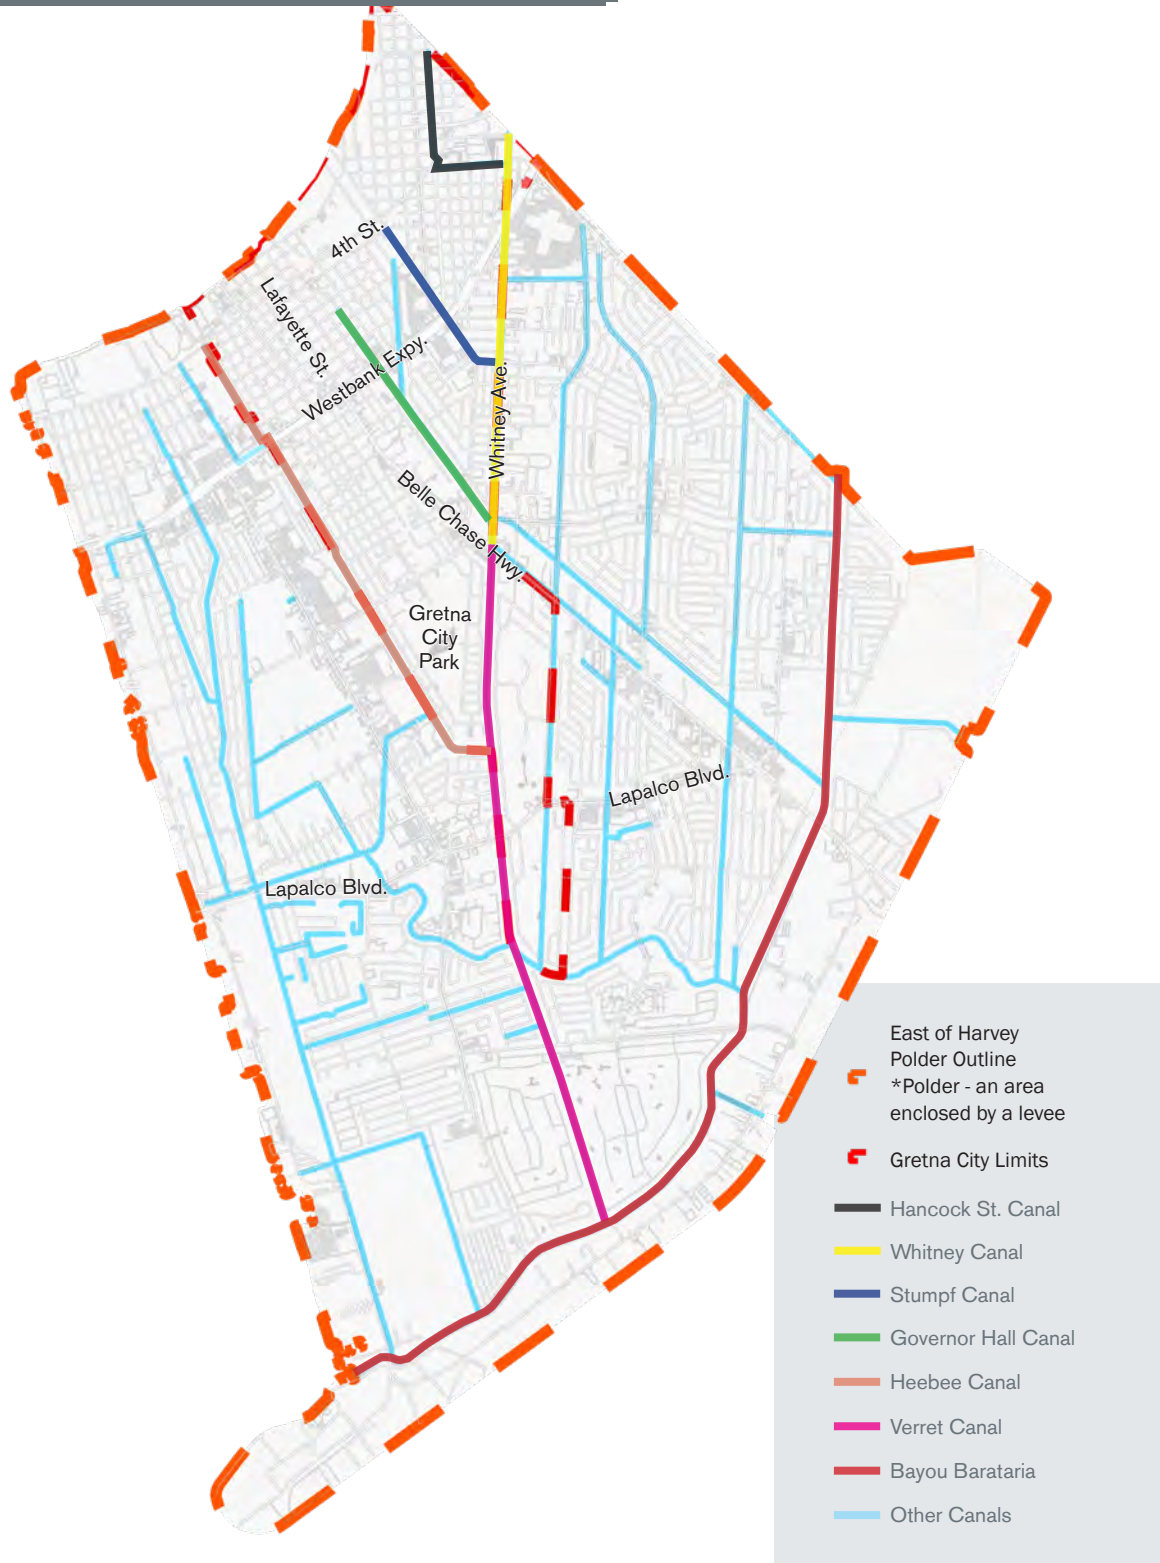 4th St.
Lafayette St.
Westbank Expy.
Whitney Ave.
Belle Chase Hwy.
Gretna
City
Park
Lapalco Blvd.
Lapalco Blvd.
East of Harvey
Polder Outline
*Polder - an area
enclosed by a levee
Gretna City Limits
Hancock St. Canal
Whitney Canal
Stumpf Canal
Governor Hall Canal
Heebee Canal
Verret Canal
Bayou Barataria
Other Canals